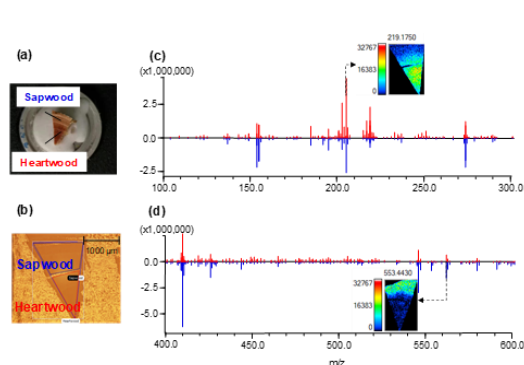 (a)
Sapwood
Heartwood
(b)
1000 μm
Sapwood
Heartwood
(c)
(x1,000,000)
2.5
0.0
-2.5
100.0
150.0
200.0
250.0
300.0
219.1750
32767
16383
0
(d)
(x1,000,000)
0.0
-2.5
-5.0
400.0
450.0
500.0
550.0
600.0
m/z
553.4430
32767
16383
0